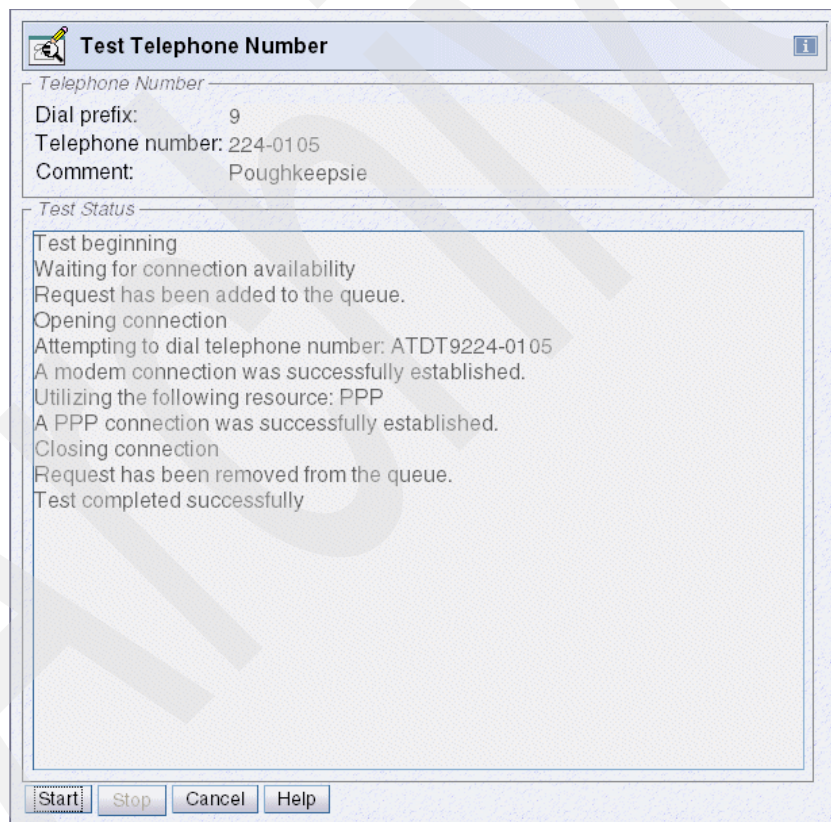 Test Telephone Number
Telephone Number
Dial prefix: 9
Telephone number: 224-0105
Comment: Poughkeepsie
Test Status
Test beginning
Waiting for connection availability
Request has been added to the queue.
Opening connection
Attempting to dial telephone number: ATDT9224-0105
A modem connection was successfully established.
Utilizing the following resource: PPP
A PPP connection was successfully established.
Closing connection
Request has been removed from the queue.
Test completed successfully
Start Stop Cancel Help